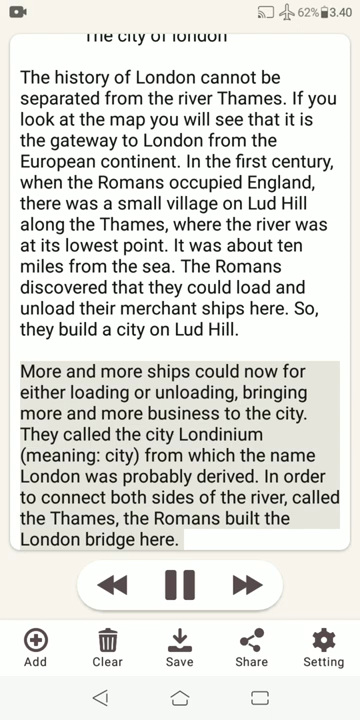 62% 3.40
The city of london
The history of London cannot be
separated from the river Thames. If you
look at the map you will see that it is
the gateway to London from the
European continent. In the first century,
when the Romans occupied England,
there was a small village on Lud Hill
along the Thames, where the river was
at its lowest point. It was about ten
miles from the sea. The Romans
discovered that they could load and
unload their merchant ships here. So,
they build a city on Lud Hill.
More and more ships could now for
either loading or unloading, bringing
more and more business to the city.
They called the city Londinium
(meaning: city) from which the name
London was probably derived. In order
to connect both sides of the river, called
the Thames, the Romans built the
London bridge here.
Add Clear Save Share Setting